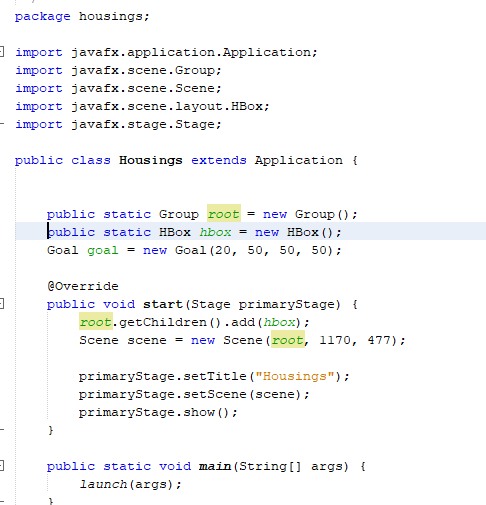 package housings;
import javafx.application.Application;
import javafx.scene.Group;
import javafx.scene.Scene;
import javafx.scene.layout.HBox;
import javafx.stage.Stage;
public class Housings extends Application {
public static Group root = new Group();
public static HBox hbox = new HBox();
Goal goal = new Goal(20, 50, 50, 50);
@Override
public void start(Stage primaryStage) {
root.getChildren().add(hbox);
Scene scene = new Scene(root, 1170, 477);
primaryStage.setTitle("Housings");
primaryStage.setScene(scene);
primaryStage.show();
}
public static void main(String[] args) {
launch(args);
}